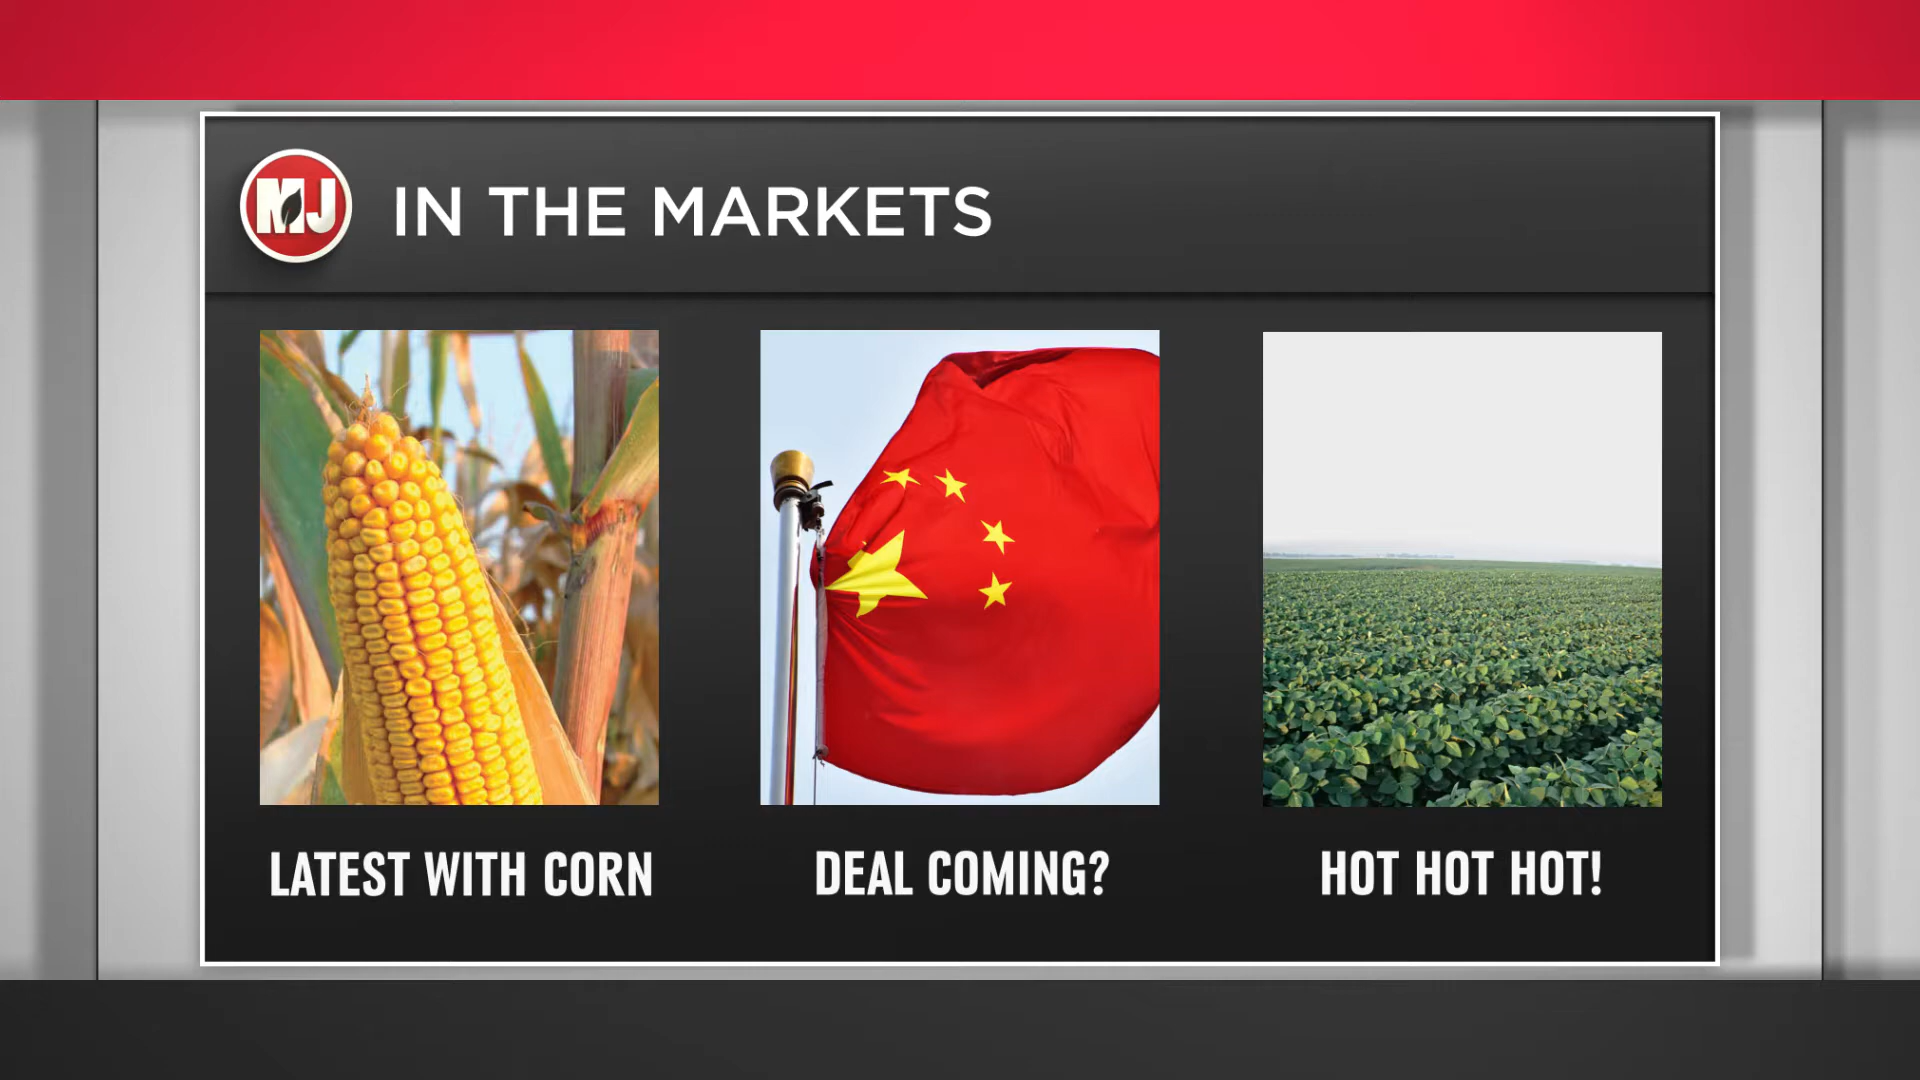 MJ
IN THE MARKETS
LATEST WITH CORN
DEAL COMING?
HOT HOT HOT!